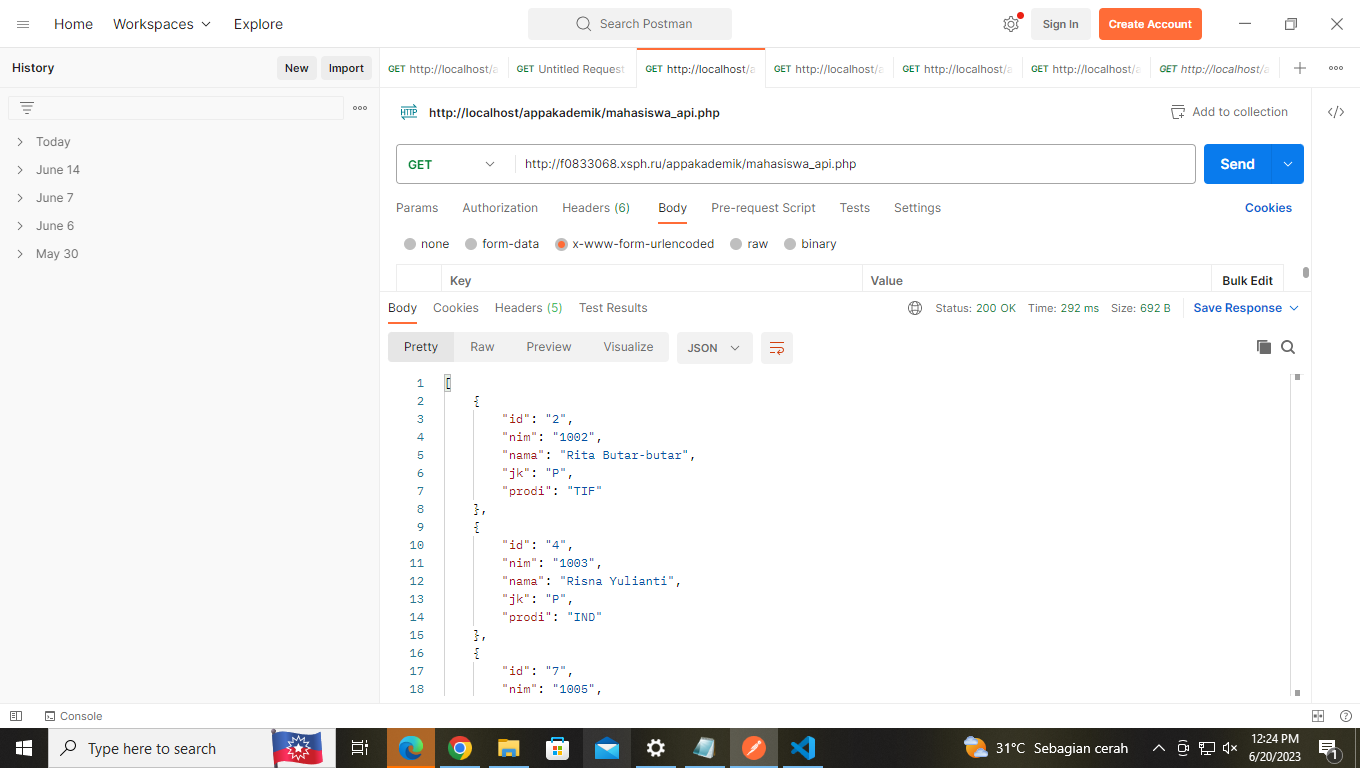 Home Workspaces Explore Search Postman Sign In Create Account
History New Import
GET http://localhost/a GET Untitled Request GET http://localhost/a GET http://localhost/a GET http://localhost/a GET http://localhost/a GET http://localhost/a
HTTP http://localhost/appakademik/mahasiswa_api.php Add to collection
Today
June 14
June 7
June 6
May 30
GET http://f0833068.xsph.ru/appakademik/mahasiswa_api.php Send
Params Authorization Headers (6) Body Pre-request Script Tests Settings Cookies
none form-data x-www-form-urlencoded raw binary
Key Value Bulk Edit
Body Cookies Headers (5) Test Results Status: 200 OK Time: 292 ms Size: 692 B Save Response
Pretty Raw Preview Visualize JSON
1 [
2 {
3 "id": "2",
4 "nim": "1002",
5 "nama": "Rita Butar-butar",
6 "jk": "P",
7 "prodi": "TIF"
8 },
9 {
10 "id": "4",
11 "nim": "1003",
12 "nama": "Risna Yulianti",
13 "jk": "P",
14 "prodi": "IND"
15 },
16 {
17 "id": "7",
18 "nim": "1005",
Console
Type here to search 31°C Sebagian cerah 12:24 PM
6/20/2023 1